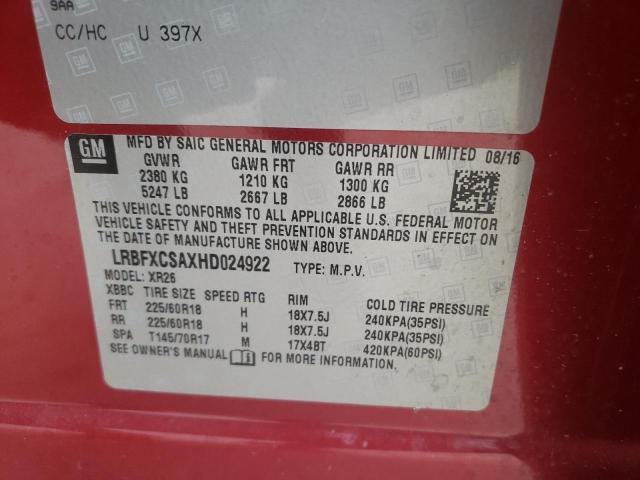 9AA
CC/HC U 397X
GM
MFD BY SAIC GENERAL MOTORS CORPORATION LIMITED 08/16
GVWR GAWR FRT GAWR RR
2380 KG 1210 KG 1300 KG
5247 LB 2667 LB 2866 LB
THIS VEHICLE CONFORMS TO ALL APPLICABLE U.S. FEDERAL MOTOR
VEHICLE SAFETY AND THEFT PREVENTION STANDARDS IN EFFECT ON
THE DATE OF MANUFACTURE SHOWN ABOVE.
LRBFXCSAXHD024922 TYPE: M.P.V.
MODEL: XR26
XBBC TIRE SIZE SPEED RTG RIM COLD TIRE PRESSURE
FRT 225/60R18 H 18X7.5J 240KPA(35PSI)
RR 225/60R18 H 18X7.5J 240KPA(35PSI)
SPA T145/70R17 M 17X4BT 420KPA(60PSI)
SEE OWNER'S MANUAL FOR MORE INFORMATION.